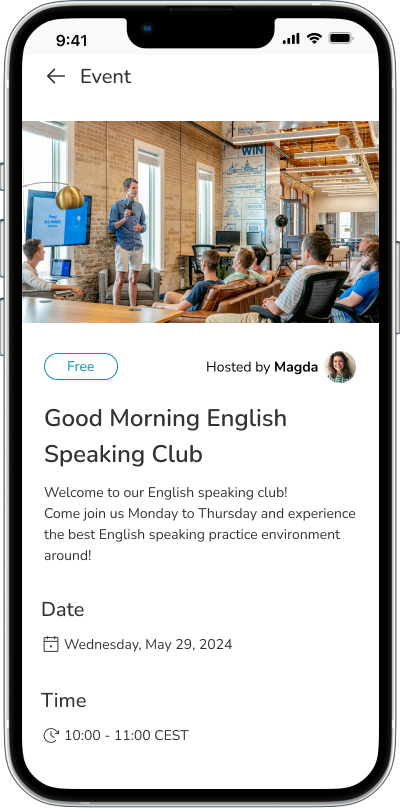 9:41
Event
WIN
Free
Hosted by Magda
Good Morning English
Speaking Club
Welcome to our English speaking club!
Come join us Monday to Thursday and experience
the best English speaking practice environment
around!
Date
Wednesday, May 29, 2024
Time
10:00 - 11:00 CEST